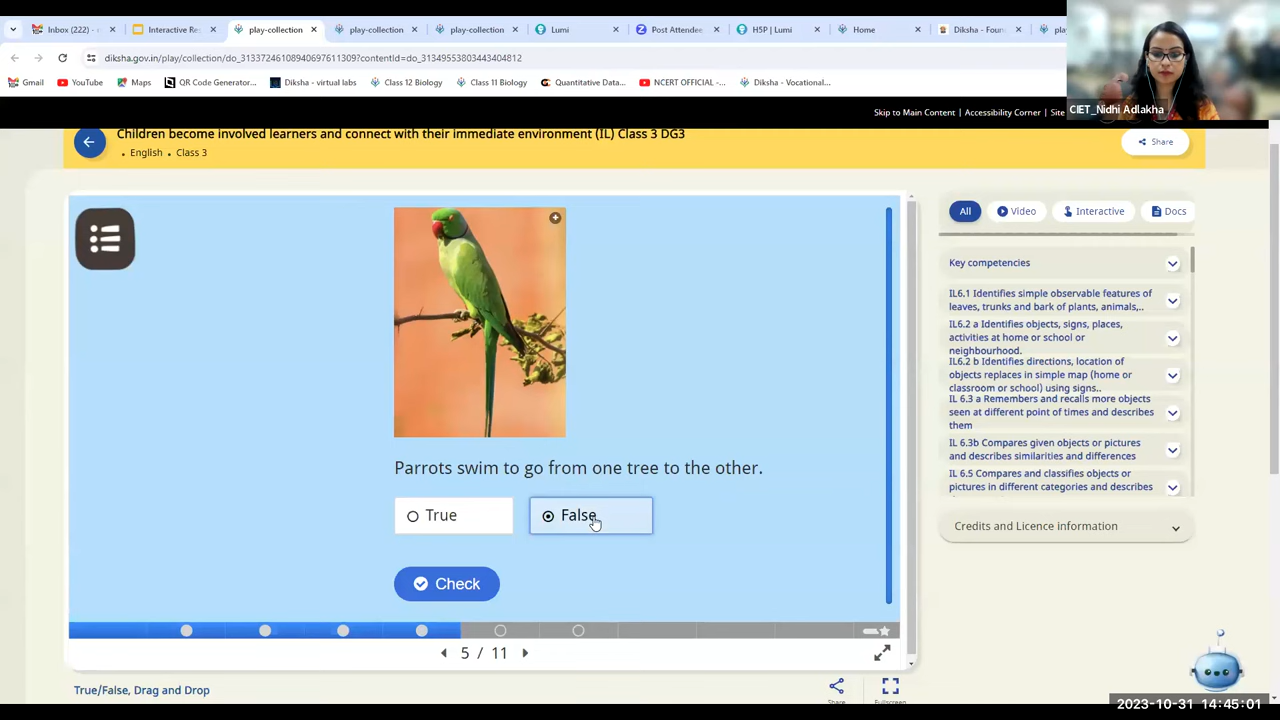 Inbox (222) -
Interactive Res
play-collection
play-collection
play-collection
Lumi
Post Attendee
H5P | Lumi
Home
Diksha - Foun
diksha.gov.in/play/collection/do_31337246108940697611309?contentId=do_31349553803443404812
Gmail
YouTube
Maps
QR Code Generator...
Diksha - virtual labs
Class 12 Biology
Class 11 Biology
Quantitative Data...
NCERT OFFICIAL -...
Diksha - Vocational...
CIET_Nidhi Adlakha
Skip to Main Content | Accessibility Corner | Site
Children become involved learners and connect with their immediate environment (IL) Class 3 DG3
• English • Class 3
Share
All
Video
Interactive
Docs
Key competencies
IL6.1 Identifies simple observable features of
leaves, trunks and bark of plants, animals,..
IL6.2 a Identifies objects, signs, places,
activities at home or school or
neighbourhood.
IL6.2 b Identifies directions, location of
objects replaces in simple map (home or
classroom or school) using signs..
IL 6.3 a Remembers and recalls more objects
seen at different point of times and describes
them
IL 6.3b Compares given objects or pictures
and describes similarities and differences
IL 6.5 Compares and classifies objects or
pictures in different categories and describes
Credits and Licence information
Parrots swim to go from one tree to the other.
True
False
Check
5 / 11
True/False, Drag and Drop
Share
Fullscreen
2023-10-31 14:45:01